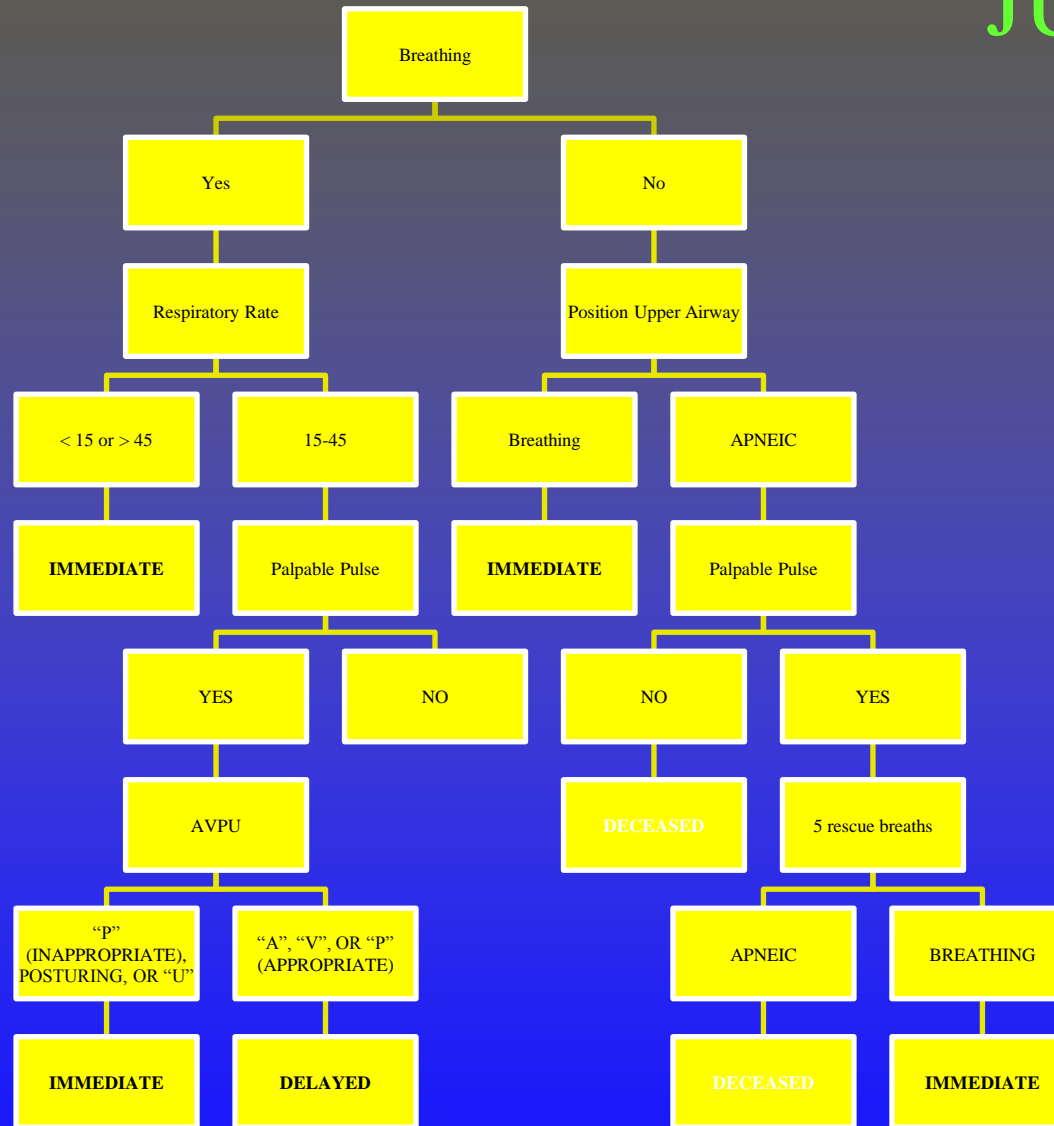 JU
Breathing
Yes
No
Respiratory Rate
Position Upper Airway
< 15 or > 45
15-45
Breathing
APNEIC
IMMEDIATE
Palpable Pulse
IMMEDIATE
Palpable Pulse
YES
NO
NO
YES
AVPU
DECEASED
5 rescue breaths
“P”
(INAPPROPRIATE),
POSTURING, OR “U”
“A”, “V”, OR “P”
(APPROPRIATE)
APNEIC
BREATHING
IMMEDIATE
DELAYED
DECEASED
IMMEDIATE